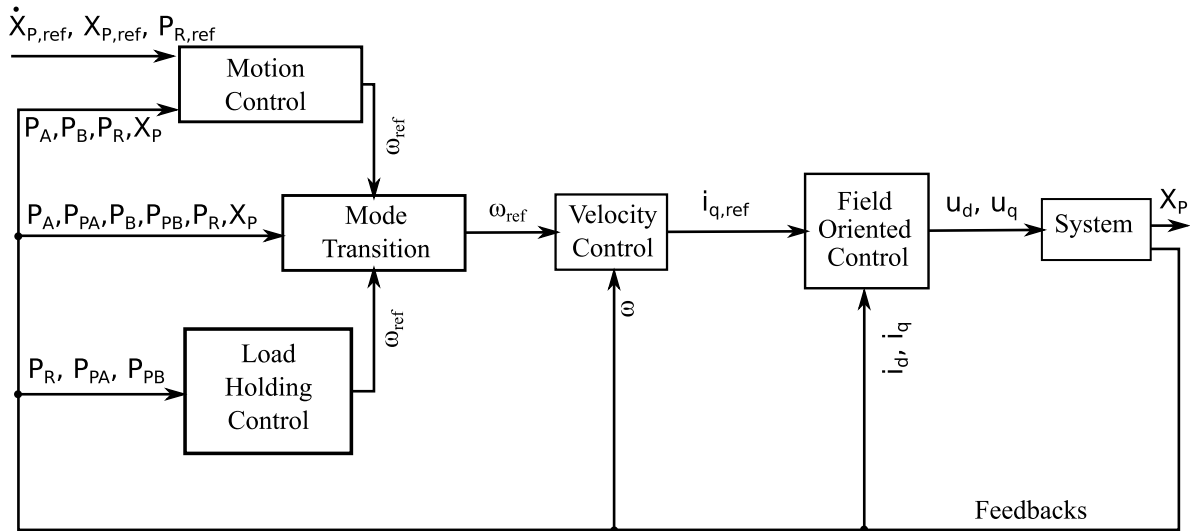 Ẋ_P,ref, X_P,ref, P_R,ref
Motion
Control
P_A,P_B,P_R,X_P
ω_ref
P_A,P_PA,P_B,P_PB,P_R,X_P
Mode
Transition
ω_ref
Velocity
Control
i_q,ref
Field
Oriented
Control
u_d, u_q
System
X_P
ω_ref
ω
i_d, i_q
P_R, P_PA, P_PB
Load
Holding
Control
Feedbacks